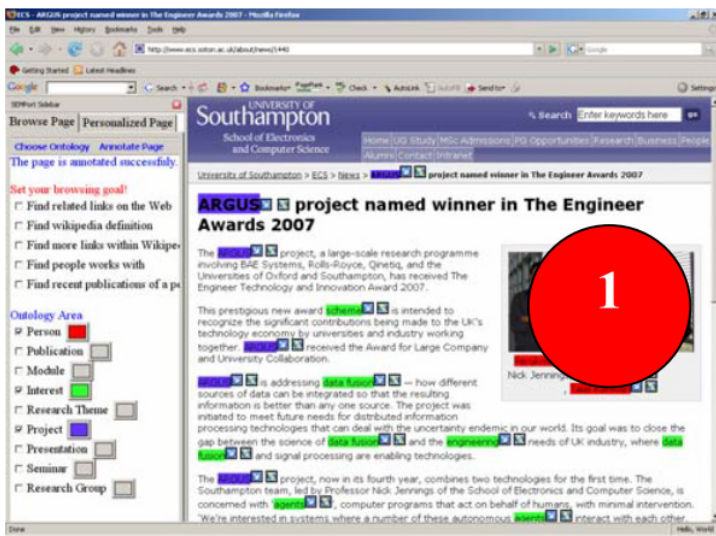 ECS - ARGUS project named winner in The Engineer Awards 2007 - Mozilla Firefox
File Edit View History Bookmarks Tools Help
http://www.ecs.soton.ac.uk/about/news/1440
Google
Getting Started Latest Headlines
Google Search Bookmarks PageRank Check AutoLink AutoFill Send to Settings
SEMPort Sidebar
Browse Page Personalized Page
Choose Ontology Annotate Page
The page is annotated successfuly.
Set your browsing goal!
Find related links on the Web
Find wikipedia definition
Find more links within Wikipe
Find people works with
Find recent publications of a pe
Ontology Area
Person
Publication
Module
Interest
Research Theme
Project
Presentation
Seminar
Research Group
UNIVERSITY OF
Southampton
School of Electronics
and Computer Science
Search Enter keywords here go
Home UG Study MSc Admissions PG Opportunities Research Business People
Alumni Contact Intranet
University of Southampton > ECS > News > ARGUS project named winner in The Engineer Awards 2007
ARGUS project named winner in The Engineer
Awards 2007
The ARGUS project, a large-scale research programme
involving BAE Systems, Rolls-Royce, Qinetiq, and the
Universities of Oxford and Southampton, has received The
Engineer Technology and Innovation Award 2007.
This prestigious new award scheme is intended to
recognize the significant contributions being made to the UK's
technology economy by universities and industry working
together. ARGUS received the Award for Large Company
and University Collaboration.
ARGUS is addressing data fusion — how different
sources of data can be integrated so that the resulting
information is better than any one source. The project was
initiated to meet future needs for distributed information
processing technologies that can deal with the uncertainty endemic in our world. Its goal was to close the
gap between the science of data fusion and the engineering needs of UK industry, where data
fusion and signal processing are enabling technologies.
The ARGUS project, now in its fourth year, combines two technologies for the first time. The
Southampton team, led by Professor Nick Jennings of the School of Electronics and Computer Science, is
concerned with 'agents', computer programs that act on behalf of humans, with minimal intervention.
'We're interested in systems where a number of these autonomous agents interact with each other
1
Nick Jennin
Done
Hello, World